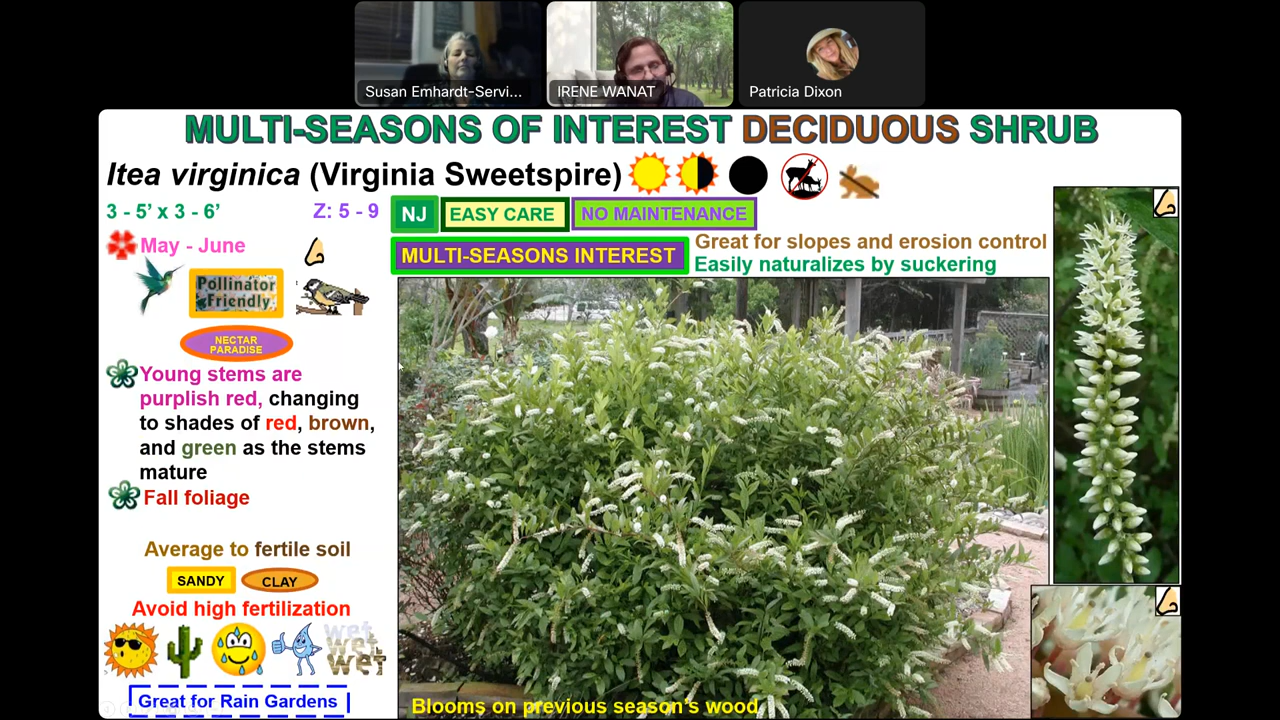 Susan Emhardt-Servi...
IRENE WANAT
Patricia Dixon
MULTI-SEASONS OF INTEREST DECIDUOUS SHRUB
Itea virginica (Virginia Sweetspire)
3 - 5' x 3 - 6'
Z: 5 - 9
NJ
EASY CARE
NO MAINTENANCE
May - June
MULTI-SEASONS INTEREST
Great for slopes and erosion control
Easily naturalizes by suckering
Pollinator
Friendly
NECTAR
PARADISE
Young stems are
purplish red, changing
to shades of red, brown,
and green as the stems
mature
Fall foliage
Average to fertile soil
SANDY
CLAY
Avoid high fertilization
wet
wet
wet
Great for Rain Gardens
Blooms on previous season's wood